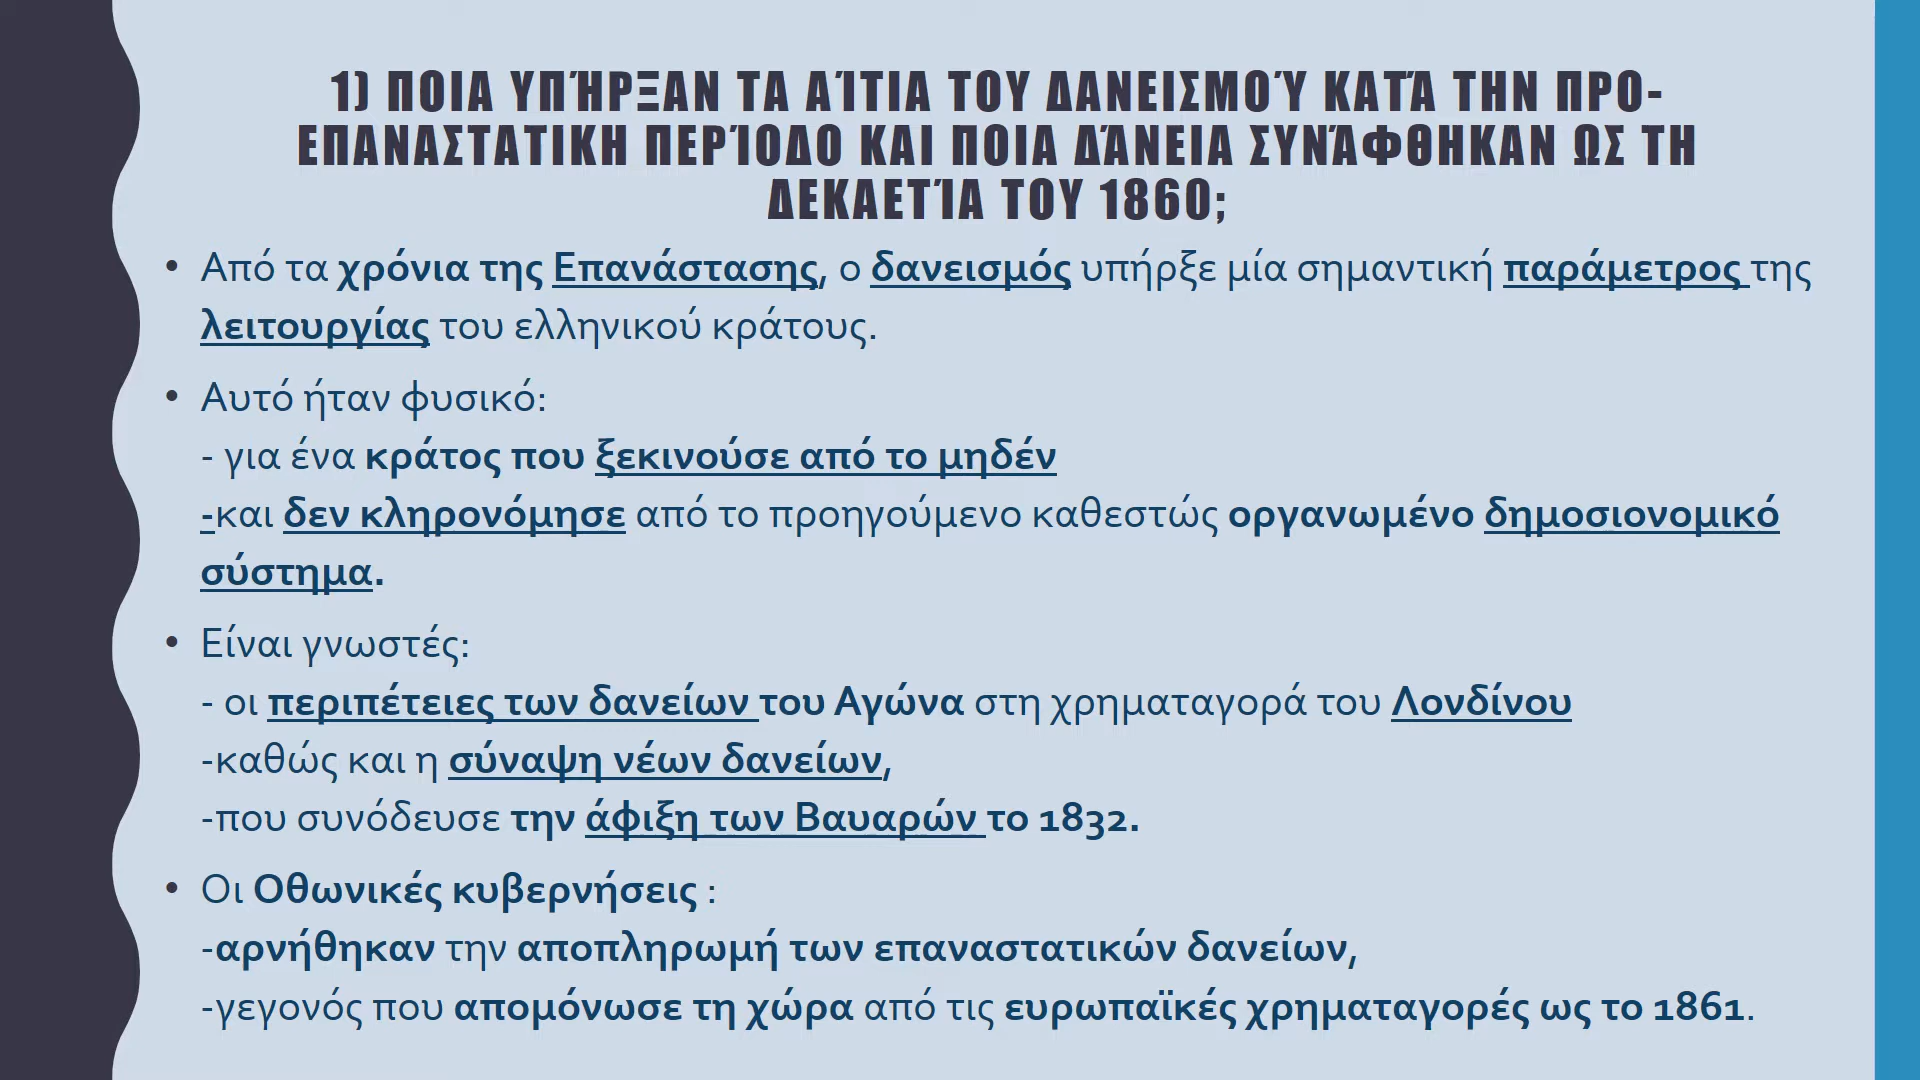 1) ΠΟΙΑ ΥΠΉΡΞΑΝ ΤΑ ΑΊΤΙΑ ΤΟΥ ΔΑΝΕΙΣΜΟΎ ΚΑΤΆ ΤΗΝ ΠΡΟ-
ΕΠΑΝΑΣΤΑΤΙΚΗ ΠΕΡΊΟΔΟ ΚΑΙ ΠΟΙΑ ΔΆΝΕΙΑ ΣΥΝΆΦΘΗΚΑΝ ΩΣ ΤΗ
ΔΕΚΑΕΤΊΑ ΤΟΥ 1860;
• Από τα χρόνια της Επανάστασης, ο δανεισμός υπήρξε μία σημαντική παράμετρος της
λειτουργίας του ελληνικού κράτους.
• Αυτό ήταν φυσικό:
- για ένα κράτος που ξεκινούσε από το μηδέν
-και δεν κληρονόμησε από το προηγούμενο καθεστώς οργανωμένο δημοσιονομικό
σύστημα.
• Είναι γνωστές:
- οι περιπέτειες των δανείων του Αγώνα στη χρηματαγορά του Λονδίνου
-καθώς και η σύναψη νέων δανείων,
-που συνόδευσε την άφιξη των Βαυαρών το 1832.
• Οι Οθωνικές κυβερνήσεις :
-αρνήθηκαν την αποπληρωμή των επαναστατικών δανείων,
-γεγονός που απομόνωσε τη χώρα από τις ευρωπαϊκές χρηματαγορές ως το 1861.